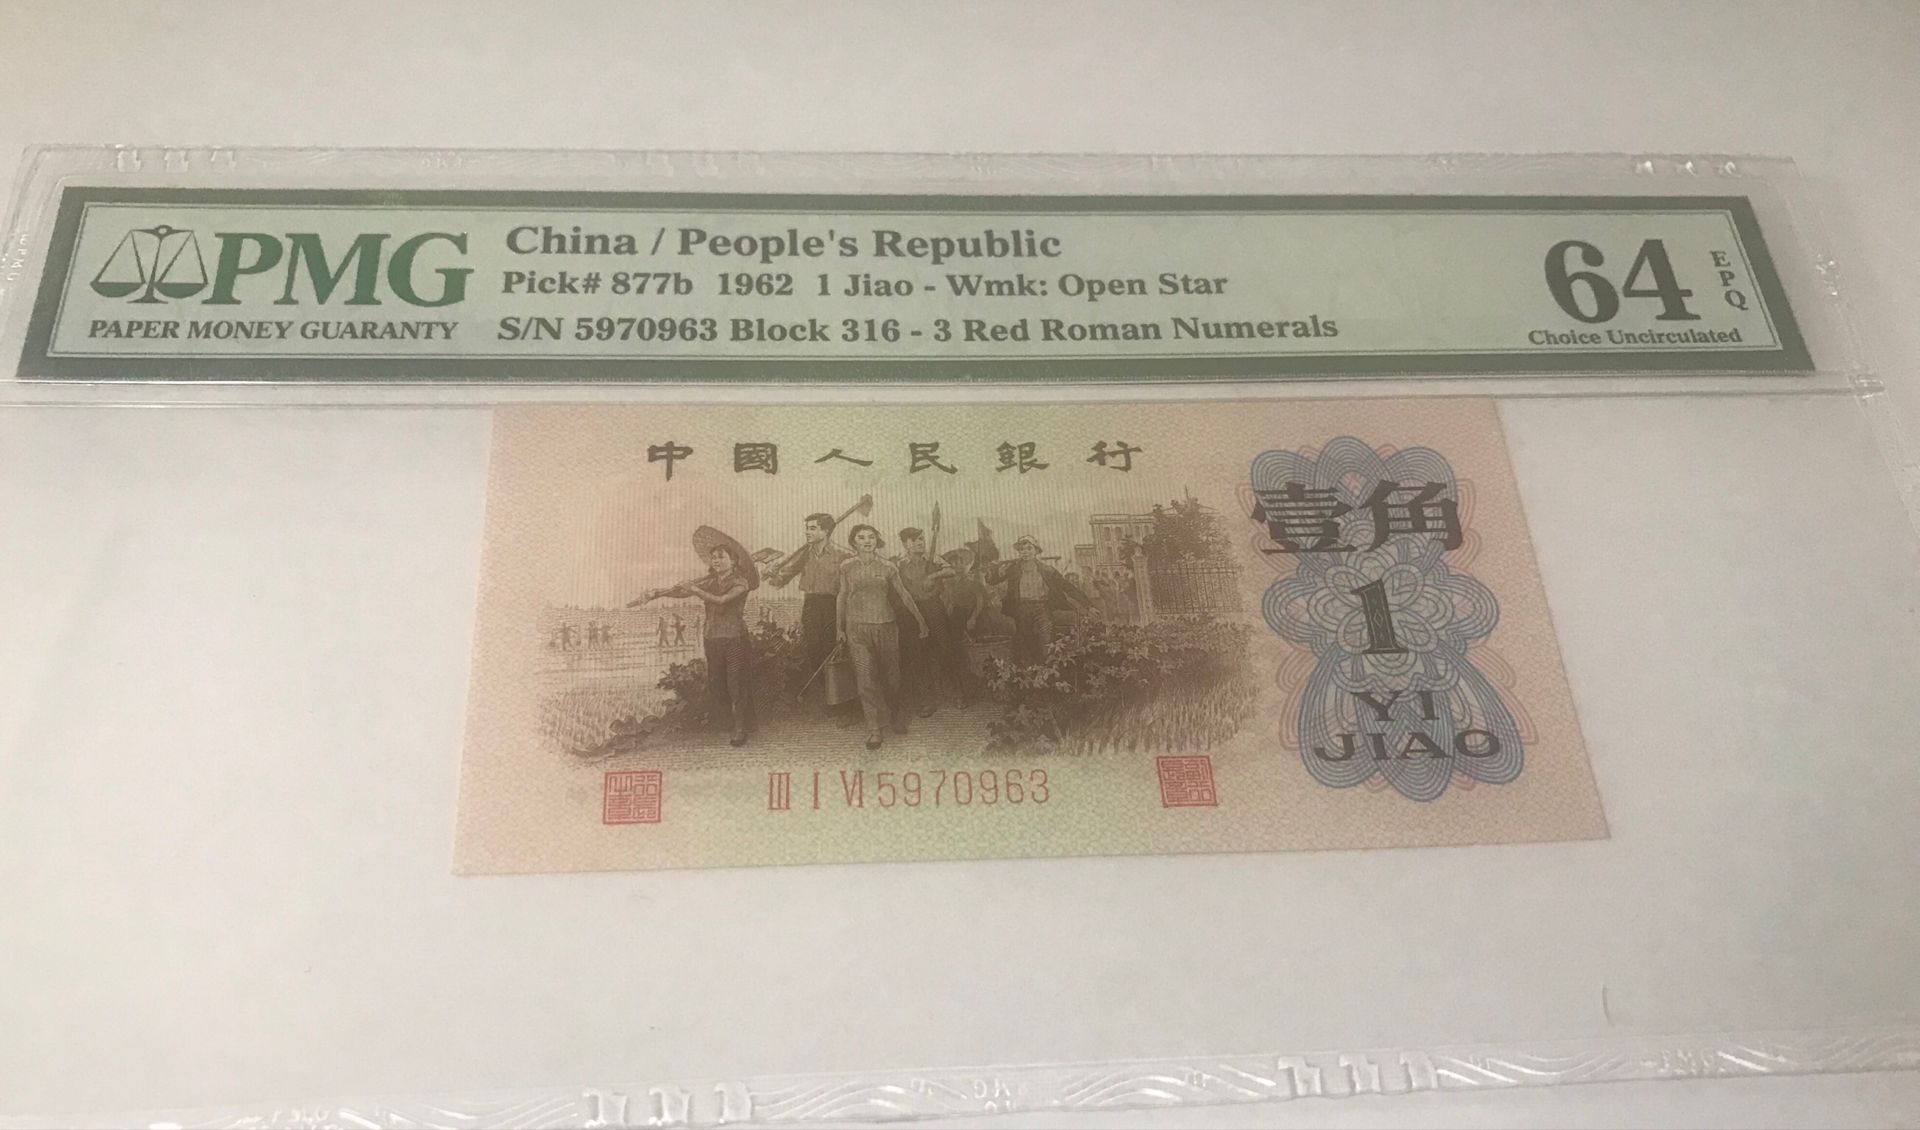 PMG
PAPER MONEY GUARANTY
China / People's Republic
Pick# 877b 1962 1 Jiao - Wmk: Open Star
S/N 5970963 Block 316 - 3 Red Roman Numerals
64
EPQ
Choice Uncirculated
中國人民銀行
壹角
1
YI
JIAO
III I VI 5970963